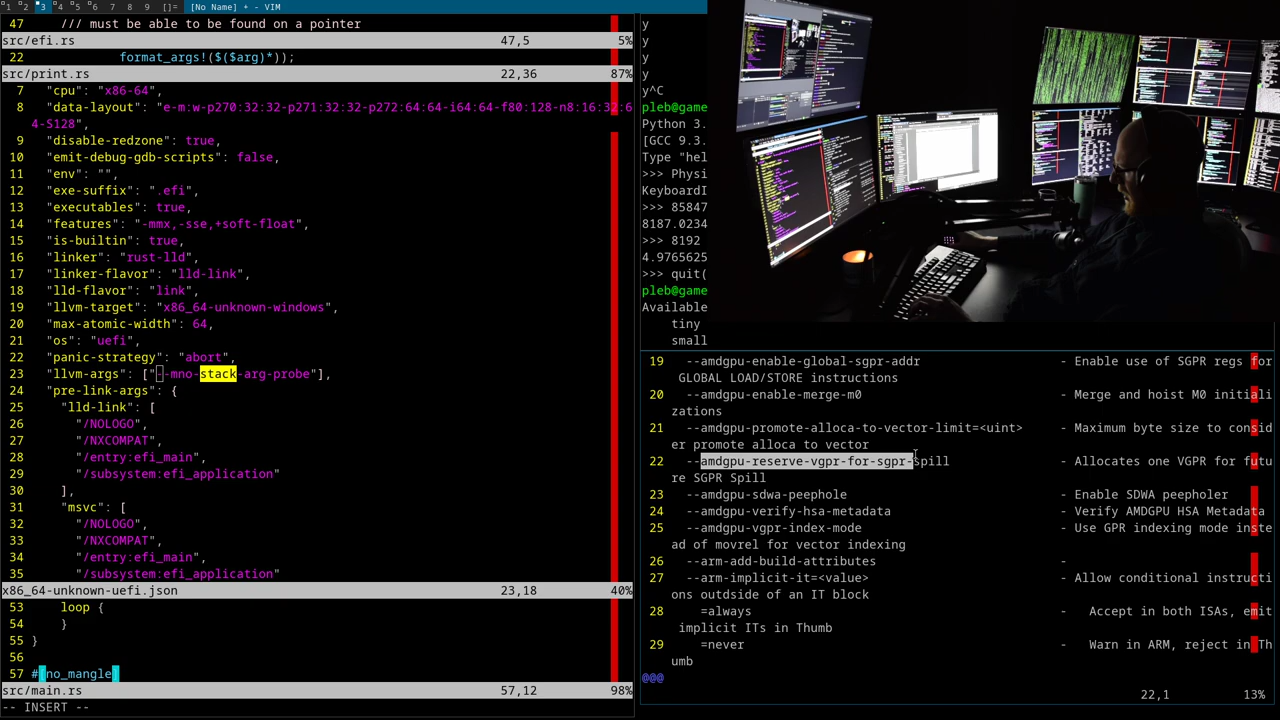 1 2 3 4 5 6 7 8 9 []= [No Name] + - VIM
47 /// must be able to be found on a pointer
src/efi.rs 47,5 5%
22 format_args!($($arg)*));
src/print.rs 22,36 87%
7 "cpu": "x86-64",
8 "data-layout": "e-m:w-p270:32:32-p271:32:32-p272:64:64-i64:64-f80:128-n8:16:32:6
4-S128",
9 "disable-redzone": true,
10 "emit-debug-gdb-scripts": false,
11 "env": "",
12 "exe-suffix": ".efi",
13 "executables": true,
14 "features": "-mmx,-sse,+soft-float",
15 "is-builtin": true,
16 "linker": "rust-lld",
17 "linker-flavor": "lld-link",
18 "lld-flavor": "link",
19 "llvm-target": "x86_64-unknown-windows",
20 "max-atomic-width": 64,
21 "os": "uefi",
22 "panic-strategy": "abort",
23 "llvm-args": ["--mno-stack-arg-probe"],
24 "pre-link-args": {
25 "lld-link": [
26 "/NOLOGO",
27 "/NXCOMPAT",
28 "/entry:efi_main",
29 "/subsystem:efi_application"
30 ],
31 "msvc": [
32 "/NOLOGO",
33 "/NXCOMPAT",
34 "/entry:efi_main",
35 "/subsystem:efi_application"
x86_64-unknown-uefi.json 23,18 40%
53 loop {
54 }
55 }
56
57 #[no_mangle]
src/main.rs 57,12 98%
-- INSERT --
y
y
y
y
y^C
pleb@game
Python 3.
[GCC 9.3.
Type "hel
>>> Physi
KeyboardI
>>> 85847
8187.0234
>>> 8192
4.9765625
>>> quit(
pleb@game
Available
tiny
small
19 --amdgpu-enable-global-sgpr-addr - Enable use of SGPR regs for
GLOBAL LOAD/STORE instructions
20 --amdgpu-enable-merge-m0 - Merge and hoist M0 initiali
zations
21 --amdgpu-promote-alloca-to-vector-limit=<uint> - Maximum byte size to consid
er promote alloca to vector
22 --amdgpu-reserve-vgpr-for-sgpr-spill - Allocates one VGPR for futu
re SGPR Spill
23 --amdgpu-sdwa-peephole - Enable SDWA peepholer
24 --amdgpu-verify-hsa-metadata - Verify AMDGPU HSA Metadata
25 --amdgpu-vgpr-index-mode - Use GPR indexing mode inste
ad of movrel for vector indexing
26 --arm-add-build-attributes -
27 --arm-implicit-it=<value> - Allow conditional instructi
ons outdside of an IT block
28 =always - Accept in both ISAs, emit
implicit ITs in Thumb
29 =never - Warn in ARM, reject in Th
umb
@@@
22,1 13%